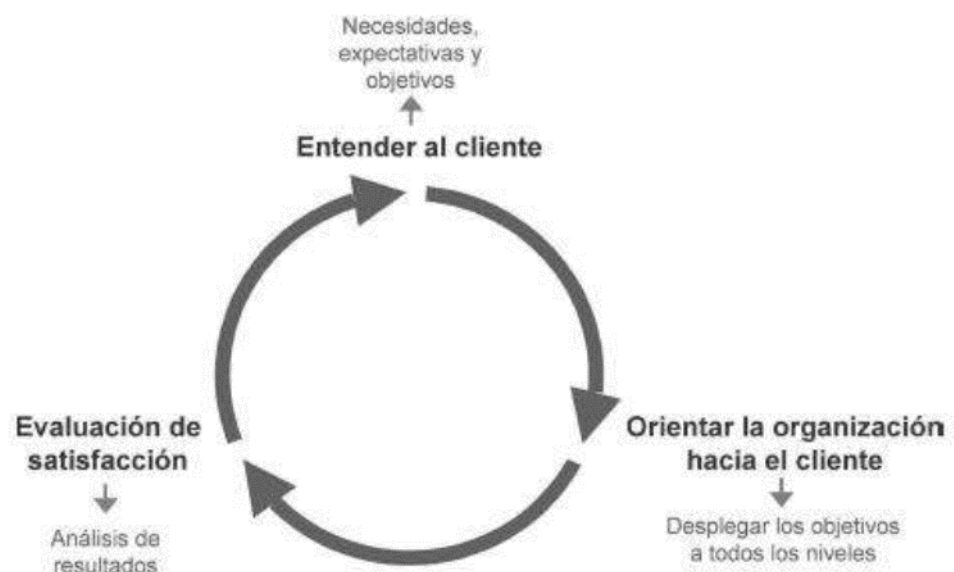 Necesidades,
expectativas y
objetivos
Entender al cliente
Orientar la organización
hacia el cliente
Desplegar los objetivos
a todos los niveles
Evaluación de
satisfacción
Análisis de
resultados